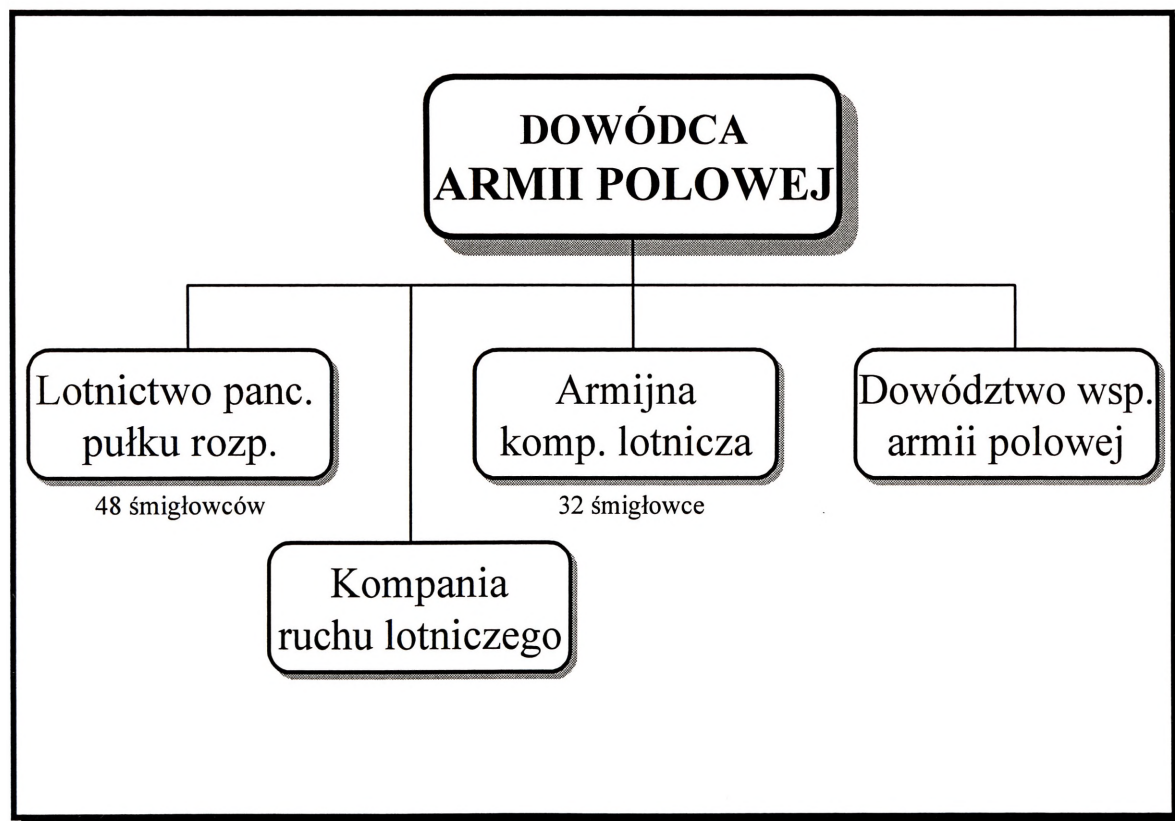 DOWÓDCA
ARMII POLOWEJ
Lotnictwo panc.
pułku rozp.
48 śmigłowców
Kompania
ruchu lotniczego
Armijna
komp. lotnicza
32 śmigłowce
Dowództwo wsp.
armii polowej